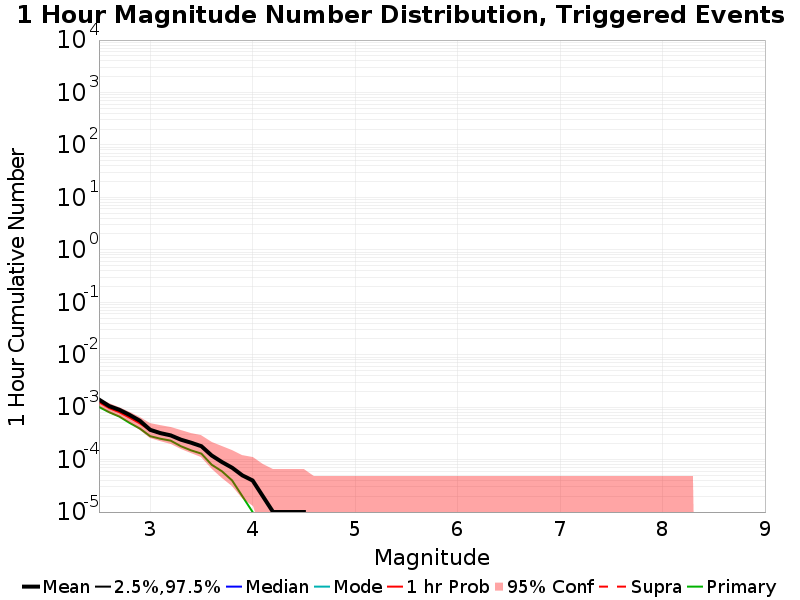 1 Hour Magnitude Number Distribution, Triggered Events
1 Hour Cumulative Number
10^4
10^3
10^2
10^1
10^0
10^-1
10^-2
10^-3
10^-4
10^-5
3 4 5 6 7 8 9
Magnitude
Mean 2.5%,97.5% Median Mode 1 hr Prob 95% Conf Supra Primary